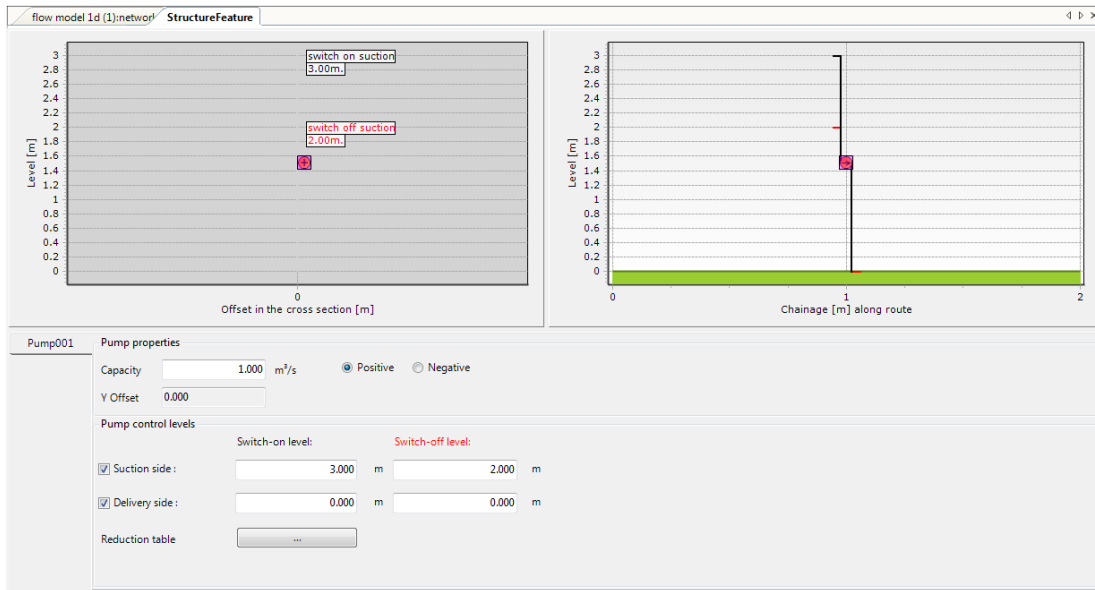 flow model 1d (1):networ
StructureFeature
3
2.8
2.6
2.4
2.2
2
1.8
1.6
1.4
1.2
1
0.8
0.6
0.4
0.2
0
Level [m]
switch on suction
3.00m.
switch off suction
2.00m.
0
Offset in the cross section [m]
3
2.8
2.6
2.4
2.2
2
1.8
1.6
1.4
1.2
1
0.8
0.6
0.4
0.2
0
Level [m]
0 1 2
Chainage [m] along route
Pump001
Pump properties
Capacity 1.000 m³/s Positive Negative
Y Offset 0.000
Pump control levels
Switch-on level: Switch-off level:
Suction side : 3.000 m 2.000 m
Delivery side : 0.000 m 0.000 m
Reduction table ...